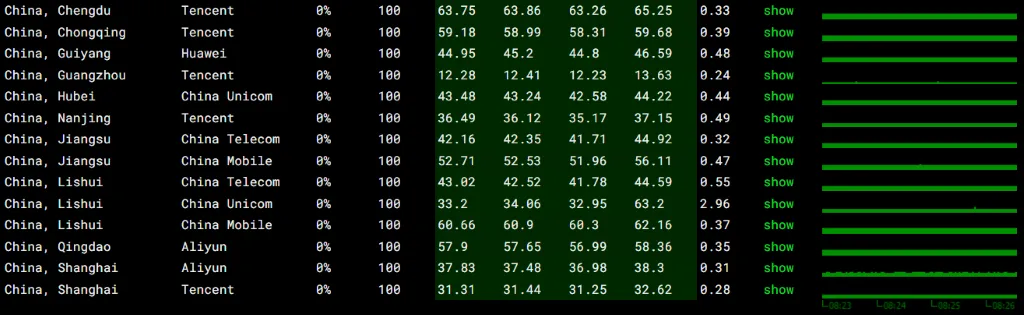 China, Chengdu Tencent 0% 100 63.75 63.86 63.26 65.25 0.33 show
China, Chongqing Tencent 0% 100 59.18 58.99 58.31 59.68 0.39 show
China, Guiyang Huawei 0% 100 44.95 45.2 44.8 46.59 0.48 show
China, Guangzhou Tencent 0% 100 12.28 12.41 12.23 13.63 0.24 show
China, Hubei China Unicom 0% 100 43.48 43.24 42.58 44.22 0.44 show
China, Nanjing Tencent 0% 100 36.49 36.12 35.17 37.15 0.49 show
China, Jiangsu China Telecom 0% 100 42.16 42.35 41.71 44.92 0.32 show
China, Jiangsu China Mobile 0% 100 52.71 52.53 51.96 56.11 0.47 show
China, Lishui China Telecom 0% 100 43.02 42.52 41.78 44.59 0.55 show
China, Lishui China Unicom 0% 100 33.2 34.06 32.95 63.2 2.96 show
China, Lishui China Mobile 0% 100 60.66 60.9 60.3 62.16 0.37 show
China, Qingdao Aliyun 0% 100 57.9 57.65 56.99 58.36 0.35 show
China, Shanghai Aliyun 0% 100 37.83 37.48 36.98 38.3 0.31 show
China, Shanghai Tencent 0% 100 31.31 31.44 31.25 32.62 0.28 show
08:23 08:24 08:25 08:26